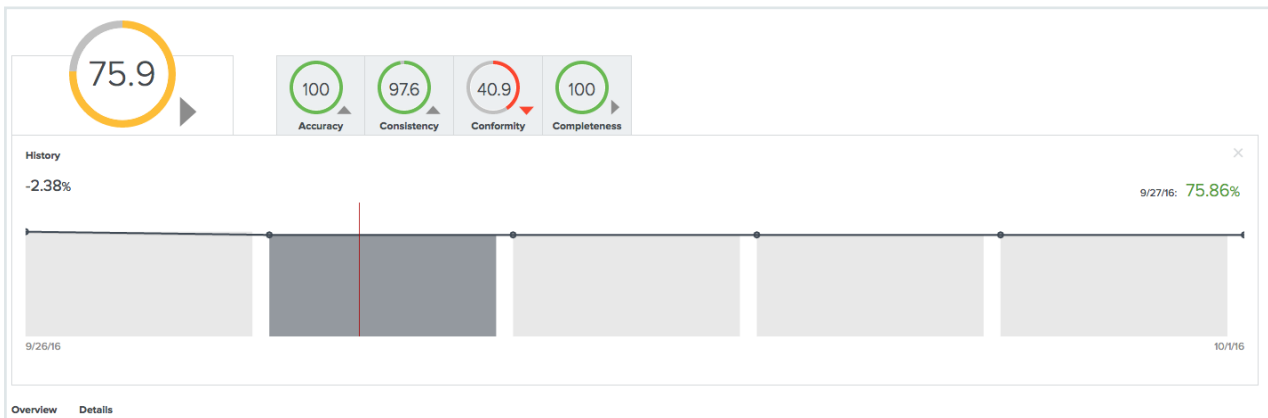 75.9
100 97.6 40.9 100
Accuracy Consistency Conformity Completeness
History
-2.38%
9/27/16: 75.86%
9/26/16 10/1/16
Overview Details